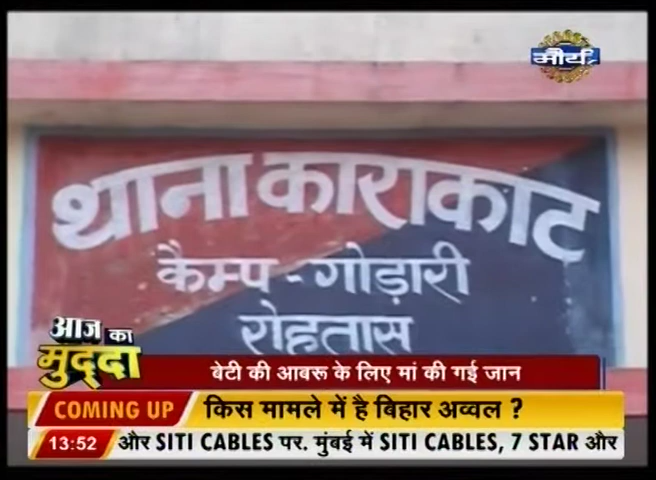 मौर्य
थाना काराकाट
कैम्प - गोड़ारी
रोहतास
आज का
मुद्दा
बेटी की आबरू के लिए मां की गई जान
COMING UP
किस मामले में है बिहार अव्वल ?
13:52
और SITI CABLES पर. मुंबई में SITI CABLES, 7 STAR और